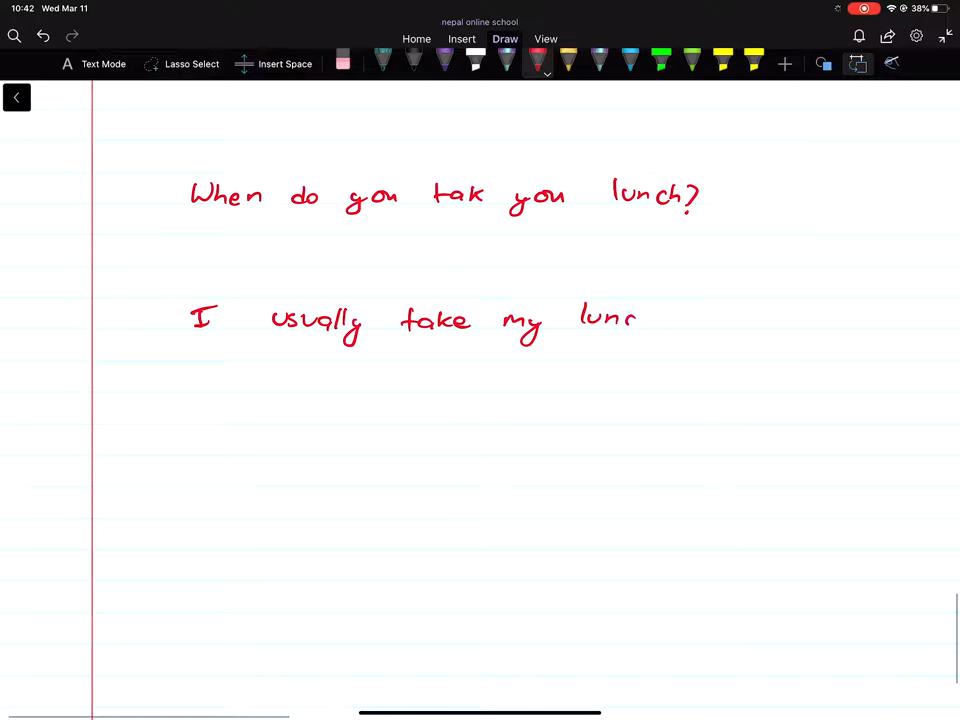 10:42 Wed Mar 11
38%
nepal online school
Home Insert Draw View
A Text Mode Lasso Select Insert Space
When do you tak you lunch?
I usually take my lunc